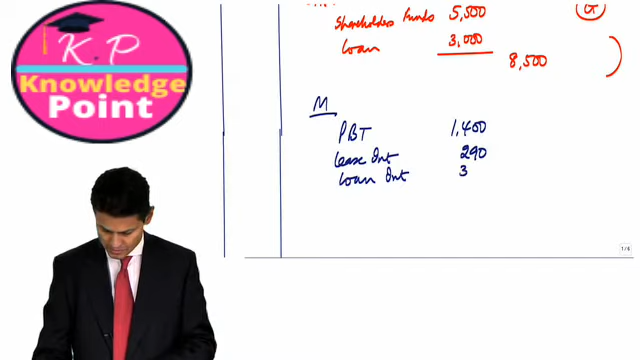 K.P
Knowledge
Point
Shareholders Funds 5,500
Loan 3,000
8,500
M
PBT 1,400
Lease Int 290
Loan Int 3
1/6